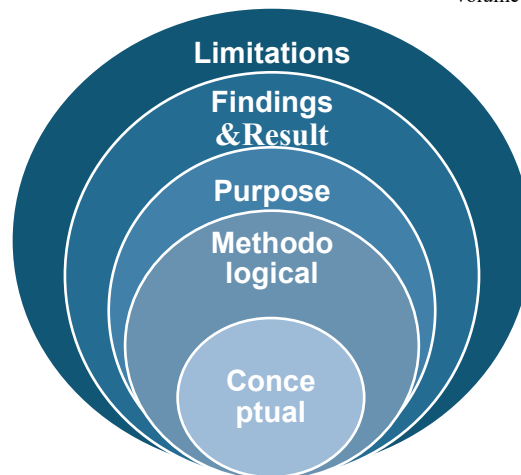 Limitations
Findings
&Result
Purpose
Methodo
logical
Conce
ptual